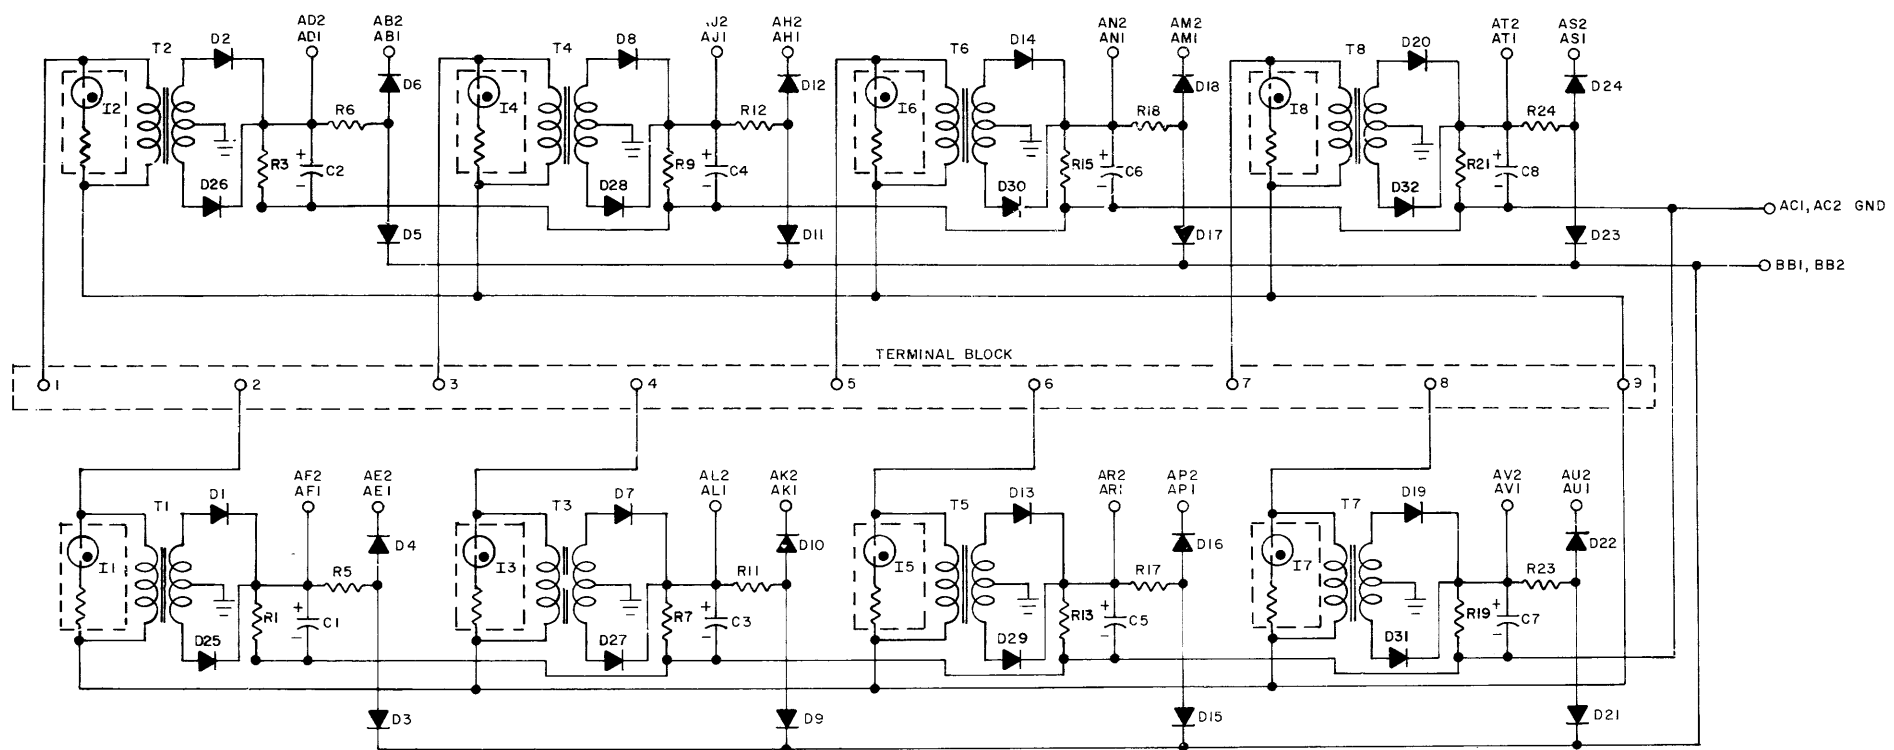 AD2 AB2 AJ2 AH2 AN2 AM2 AT2 AS2
AD1 AB1 AJ1 AH1 AN1 AM1 AT1 AS1
T2 D2 T4 D8 T6 D14 T8 D20
D6 D12 D18 D24
I2 R6 I4 R12 I6 R18 I8 R24
R3 + C2 - R9 + C4 - R15 + C6 - R21 + C8 -
D26 D28 D30 D32
AC1, AC2 GND
D5 D11 D17 D23
BB1, BB2
TERMINAL BLOCK
1 2 3 4 5 6 7 8 9
AF2 AE2 AL2 AK2 AR2 AP2 AV2 AU2
AF1 AE1 AL1 AK1 AR1 AP1 AV1 AU1
T1 D1 T3 D7 T5 D13 T7 D19
D4 D10 D16 D22
I1 R5 I3 R11 I5 R17 I7 R23
R1 + C1 - R7 + C3 - R13 + C5 - R19 + C7 -
D25 D27 D29 D31
D3 D9 D15 D21